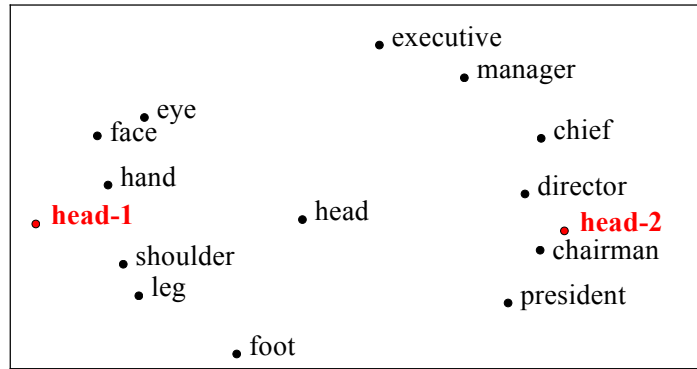 executive
manager
eye
face
chief
hand
director
head-1
head
head-2
shoulder
chairman
leg
president
foot